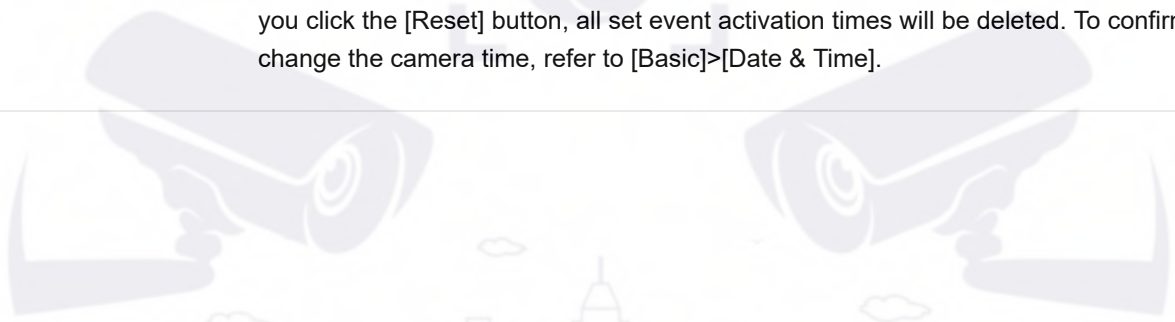 you click the [Reset] button, all set event activation times will be deleted. To confirm
change the camera time, refer to [Basic]>[Date & Time].